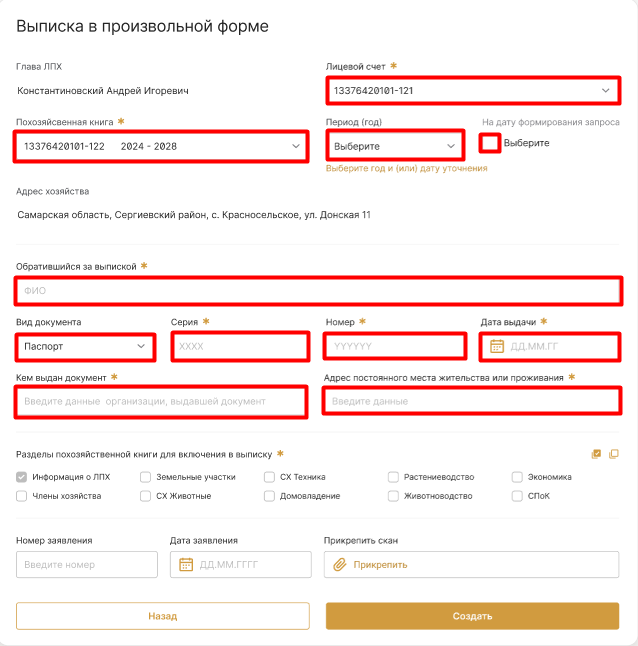 Выписка в произвольной форме
Глава ЛПХ
Лицевой счет *
Константиновский Андрей Игоревич
13376420101-121
Похозяйсвенная книга *
Период (год)
На дату формирования запроса
13376420101-122 2024 - 2028
Выберите
Выберите
Выберите год и (или) дату уточнения
Адрес хозяйства
Самарская область, Сергиевский район, с. Красносельское, ул. Донская 11
Обратившийся за выпиской *
ФИО
Вид документа
Серия *
Номер *
Дата выдачи *
Паспорт
XXXX
YYYYYY
ДД.ММ.ГГ
Кем выдан документ *
Адрес постоянного места жительства или проживания *
Введите данные организации, выдавшей документ
Введите данные
Разделы похозяйственной книги для включения в выписку *
Информация о ЛПХ
Земельные участки
СХ Техника
Растениеводство
Экономика
Члены хозяйства
СХ Животные
Домовладение
Животноводство
СПоК
Номер заявления
Дата заявления
Прикрепить скан
Введите номер
ДД.ММ.ГГГГ
Прикрепить
Назад
Создать